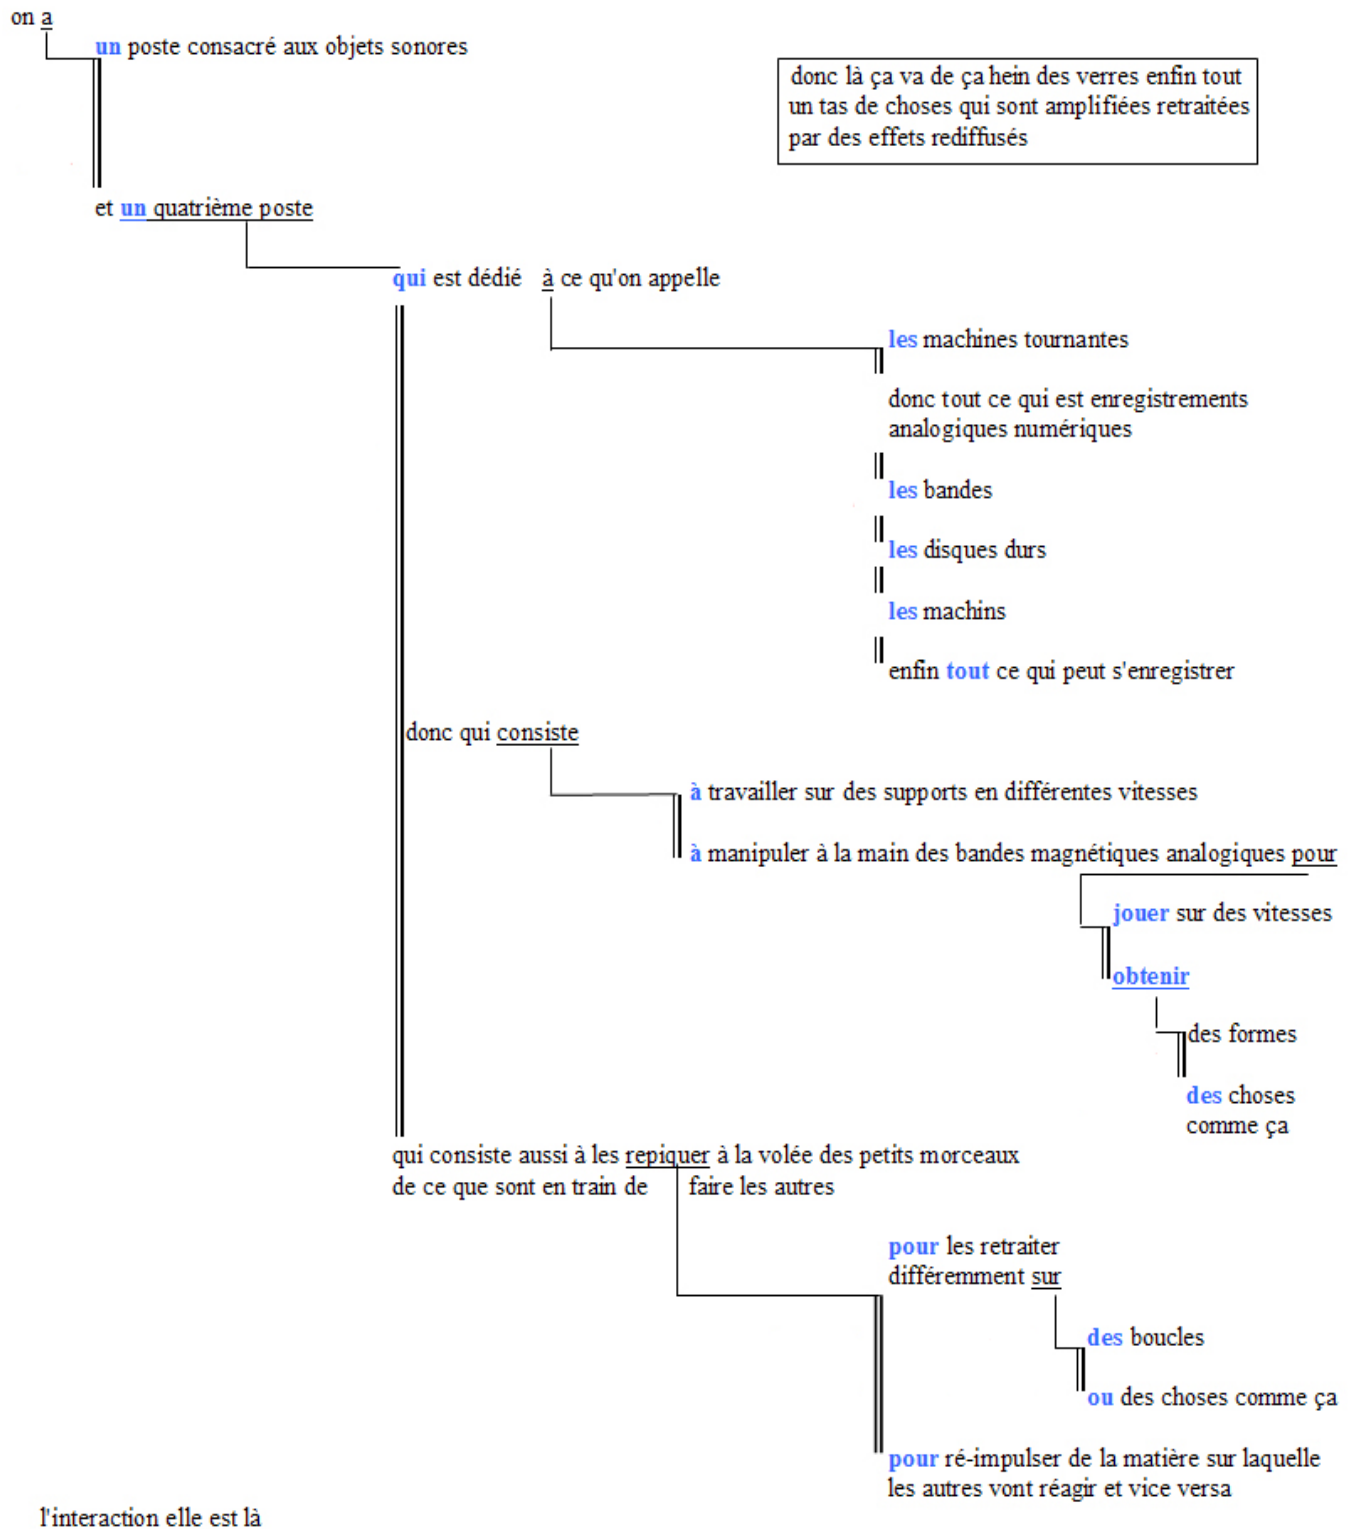 on a
un poste consacré aux objets sonores
donc là ça va de ça hein des verres enfin tout
un tas de choses qui sont amplifiées retraitées
par des effets rediffusés
et un quatrième poste
qui est dédié à ce qu'on appelle
les machines tournantes
donc tout ce qui est enregistrements
analogiques numériques
les bandes
les disques durs
les machins
enfin tout ce qui peut s'enregistrer
donc qui consiste
à travailler sur des supports en différentes vitesses
à manipuler à la main des bandes magnétiques analogiques pour
jouer sur des vitesses
obtenir
des formes
des choses
comme ça
qui consiste aussi à les repiquer à la volée des petits morceaux
de ce que sont en train de faire les autres
pour les retraiter
différemment sur
des boucles
ou des choses comme ça
pour ré-impulser de la matière sur laquelle
les autres vont réagir et vice versa
l'interaction elle est là